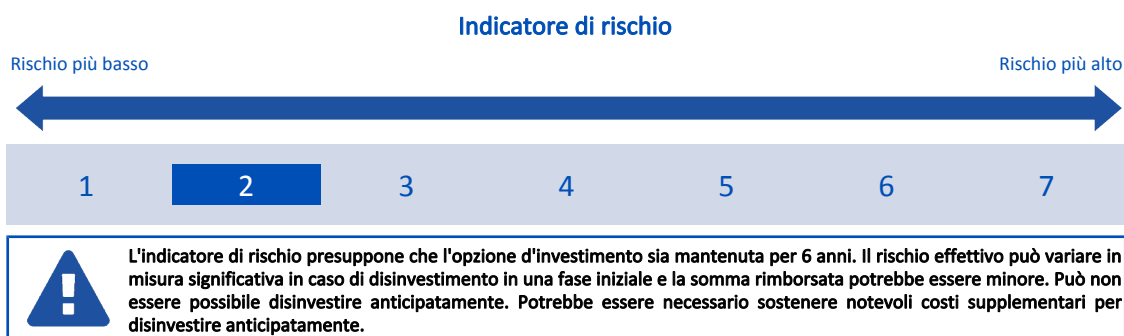 Indicatore di rischio
Rischio più basso Rischio più alto
1 2 3 4 5 6 7
L'indicatore di rischio presuppone che l'opzione d'investimento sia mantenuta per 6 anni. Il rischio effettivo può variare in
misura significativa in caso di disinvestimento in una fase iniziale e la somma rimborsata potrebbe essere minore. Può non
essere possibile disinvestire anticipatamente. Potrebbe essere necessario sostenere notevoli costi supplementari per
disinvestire anticipatamente.